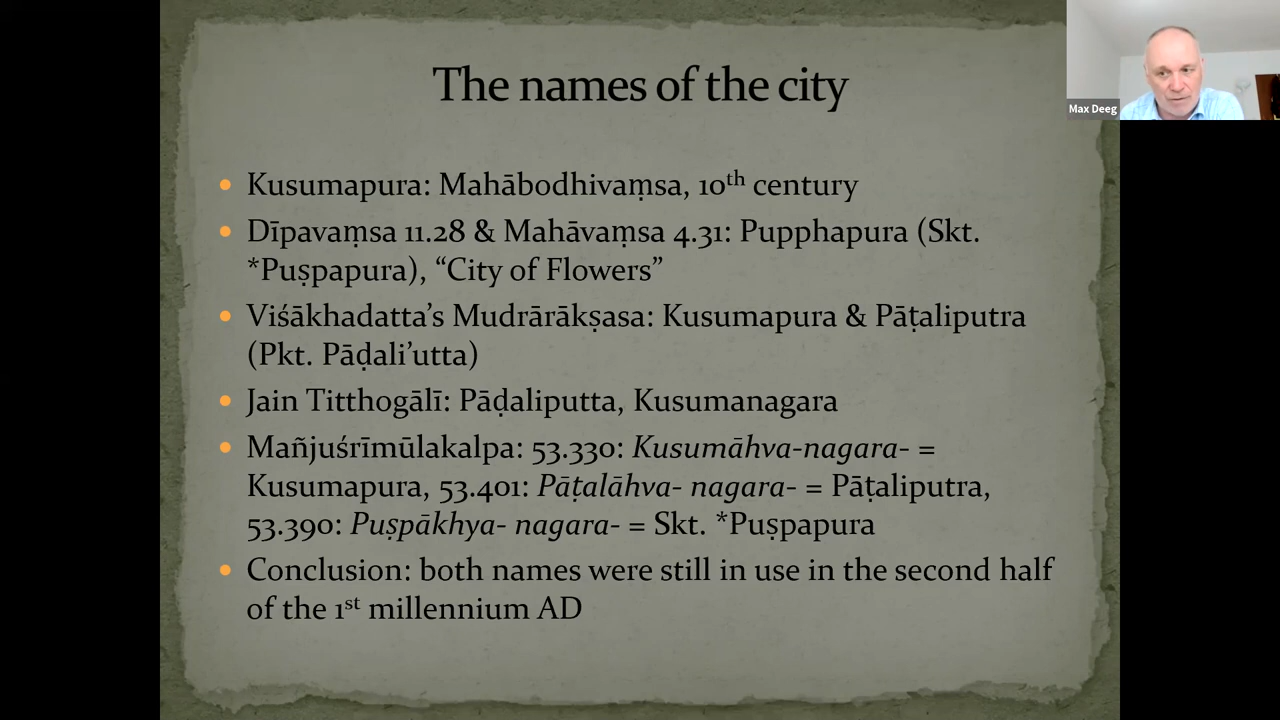 The names of the city
Max Deeg
• Kusumapura: Mahābodhivaṃsa, 10th century
• Dīpavaṃsa 11.28 & Mahāvaṃsa 4.31: Pupphapura (Skt.
*Puṣpapura), “City of Flowers”
• Viśākhadatta’s Mudrārākṣasa: Kusumapura & Pāṭaliputra
(Pkt. Pāḍali’utta)
• Jain Titthogālī: Pāḍaliputta, Kusumanagara
• Mañjuśrīmūlakalpa: 53.330: Kusumāhva-nagara- =
Kusumapura, 53.401: Pāṭalāhva- nagara- = Pāṭaliputra,
53.390: Puṣpākhya- nagara- = Skt. *Puṣpapura
• Conclusion: both names were still in use in the second half
of the 1st millennium AD